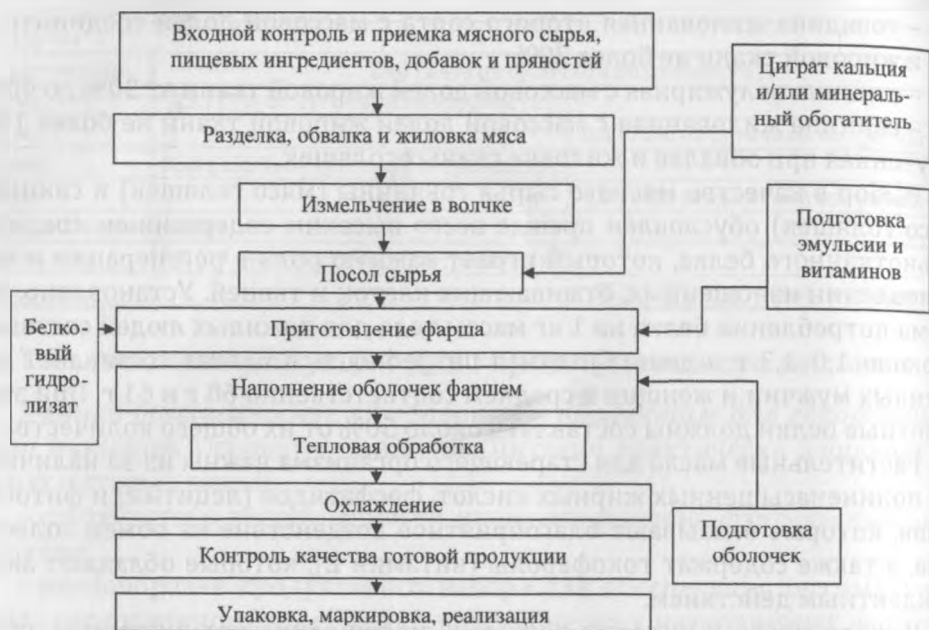 Входной контроль и приемка мясного сырья,
пищевых ингредиентов, добавок и пряностей
Цитрат кальция
и/или минераль-
ный обогатитель
Разделка, обвалка и жиловка мяса
Измельчение на волчке
Подготовка
эмульсии и
витаминов
Посол сырья
Белко-
вый
гидро-
лизат
Приготовление фарша
Наполнение оболочек фаршем
Тепловая обработка
Охлаждение
Подготовка
оболочек
Контроль качества готовой продукции
Упаковка, маркировка, реализация